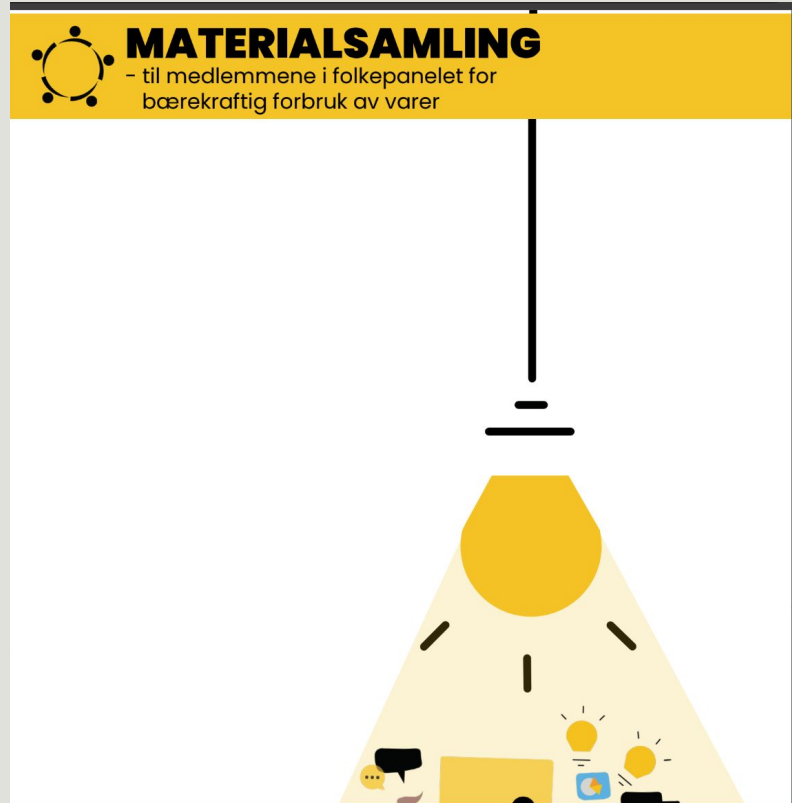 MATERIALSAMLING
- til medlemmene i folkepanelet for
bærekraftig forbruk av varer